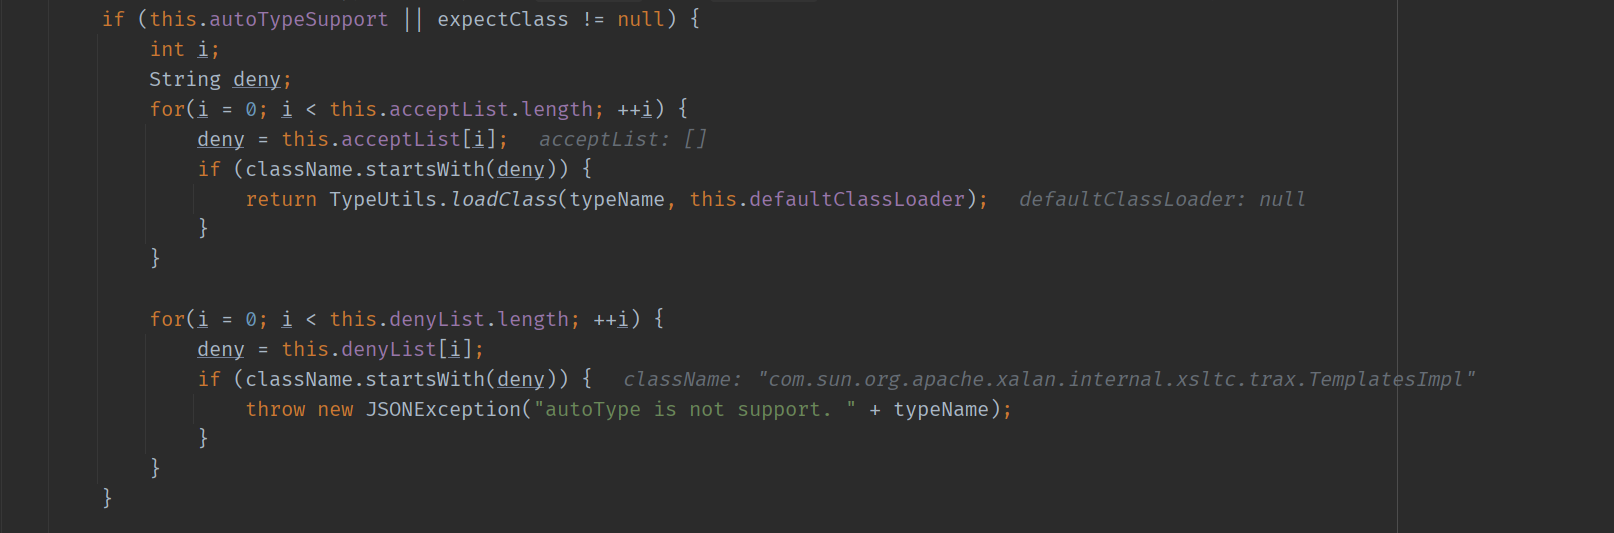 if (this.autoTypeSupport || expectClass != null) {
int i;
String deny;
for(i = 0; i < this.acceptList.length; ++i) {
deny = this.acceptList[i];   acceptList: []
if (className.startsWith(deny)) {
return TypeUtils.loadClass(typeName, this.defaultClassLoader);   defaultClassLoader: null
}
}
for(i = 0; i < this.denyList.length; ++i) {
deny = this.denyList[i];
if (className.startsWith(deny)) {   className: "com.sun.org.apache.xalan.internal.xsltc.trax.TemplatesImpl"
throw new JSONException("autoType is not support. " + typeName);
}
}
}